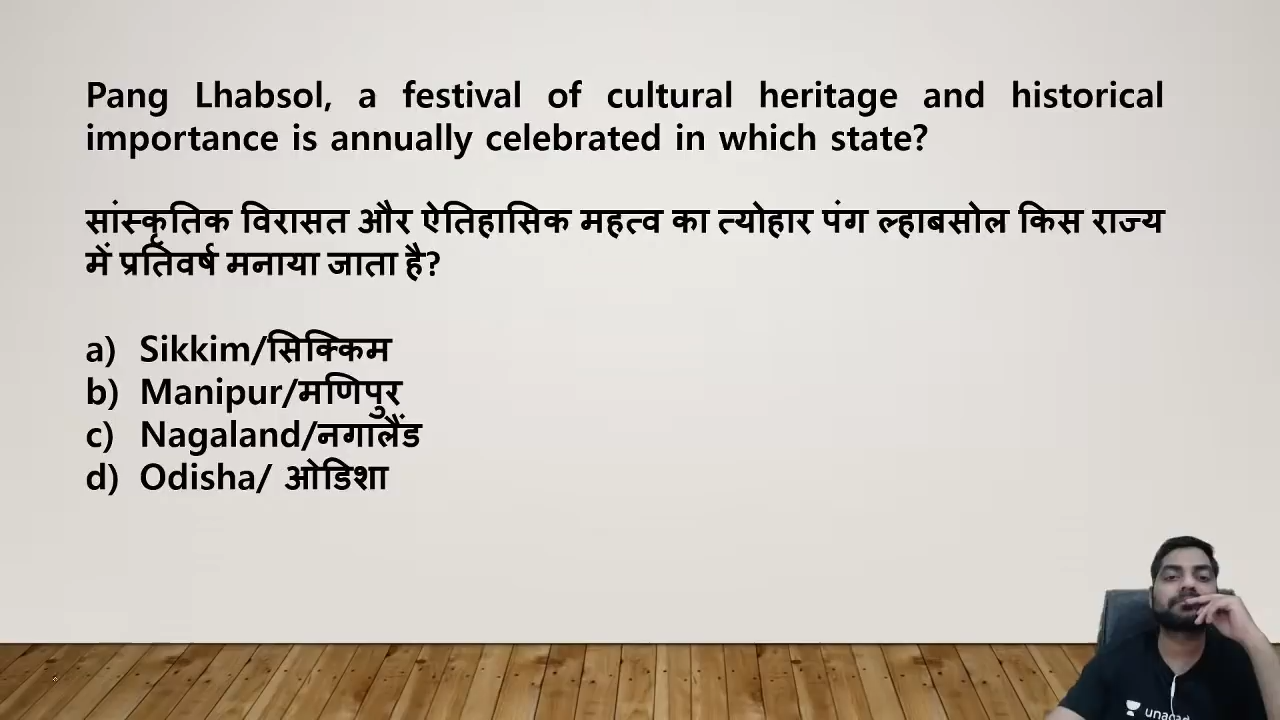 Pang Lhabsol, a festival of cultural heritage and historical
importance is annually celebrated in which state?
सांस्कृतिक विरासत और ऐतिहासिक महत्व का त्योहार पंग ल्हाबसोल किस राज्य
में प्रतिवर्ष मनाया जाता है?
a) Sikkim/सिक्किम
b) Manipur/मणिपुर
c) Nagaland/नगालैंड
d) Odisha/ ओडिशा